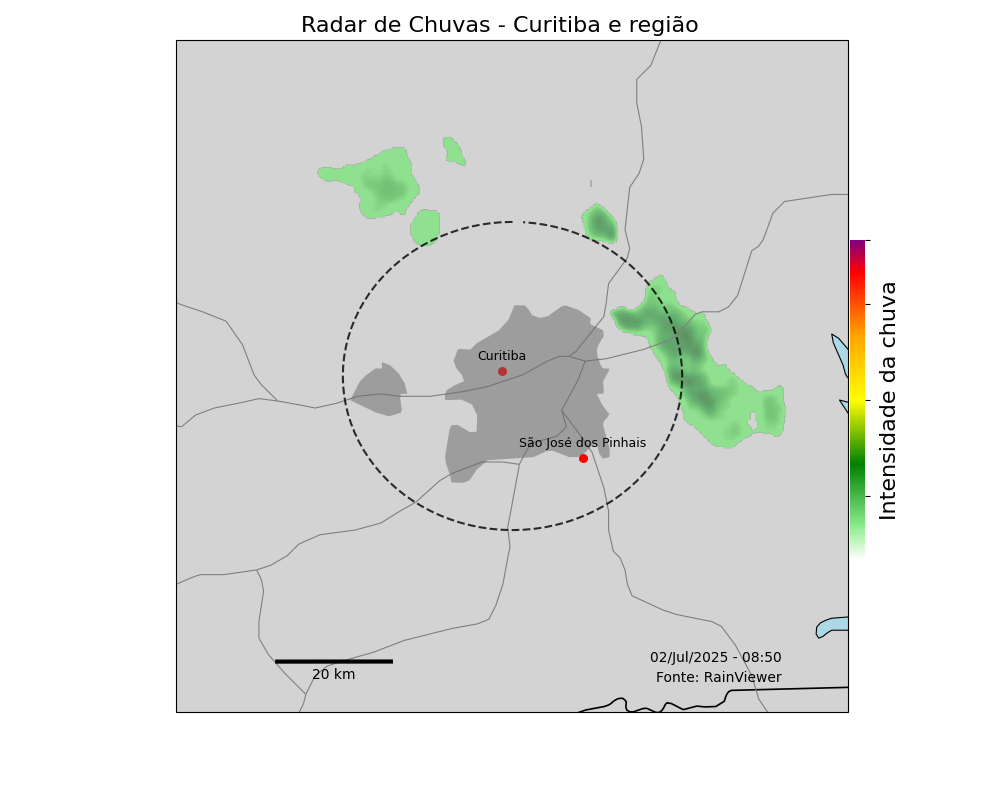 Radar de Chuvas - Curitiba e região
Curitiba
São José dos Pinhais
Intensidade da chuva
20 km
02/Jul/2025 - 08:50
Fonte: RainViewer